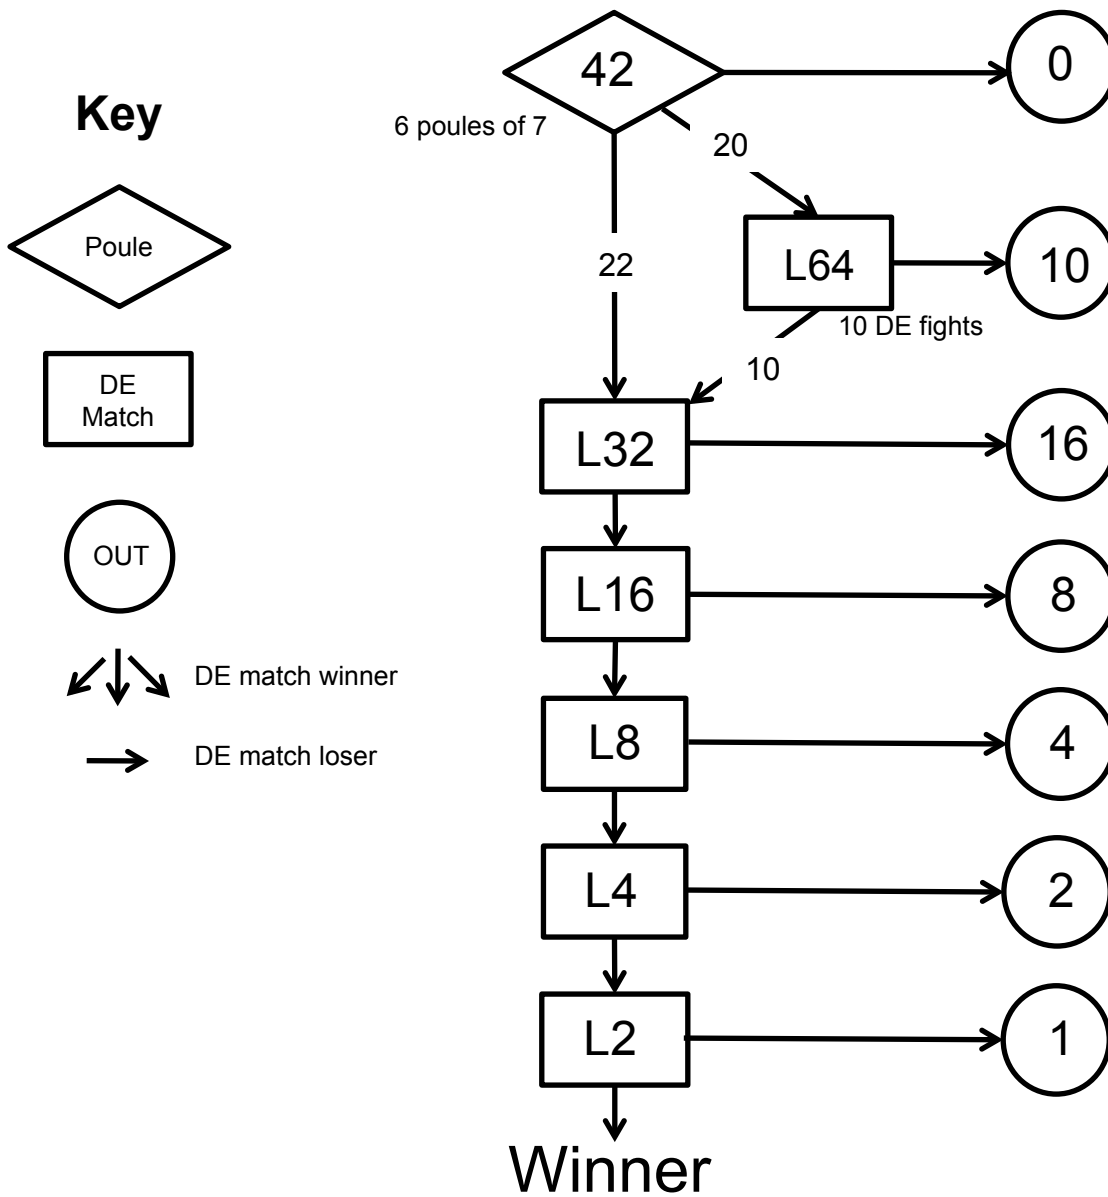 Key
Poule
DE
Match
OUT
DE match winner
DE match loser
42
0
6 poules of 7
20
22
L64
10
10 DE fights
10
L32
16
L16
8
L8
4
L4
2
L2
1
Winner